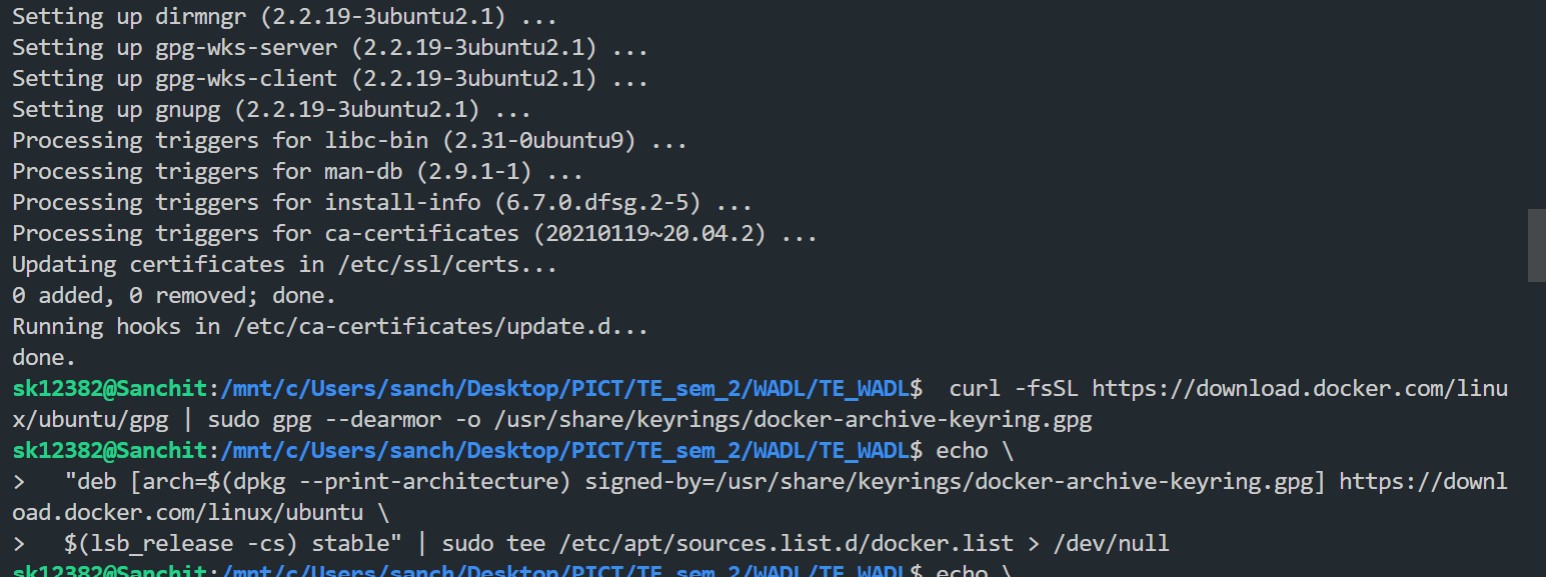 Setting up dirmngr (2.2.19-3ubuntu2.1) ...
Setting up gpg-wks-server (2.2.19-3ubuntu2.1) ...
Setting up gpg-wks-client (2.2.19-3ubuntu2.1) ...
Setting up gnupg (2.2.19-3ubuntu2.1) ...
Processing triggers for libc-bin (2.31-0ubuntu9) ...
Processing triggers for man-db (2.9.1-1) ...
Processing triggers for install-info (6.7.0.dfsg.2-5) ...
Processing triggers for ca-certificates (20210119~20.04.2) ...
Updating certificates in /etc/ssl/certs...
0 added, 0 removed; done.
Running hooks in /etc/ca-certificates/update.d...
done.
sk12382@Sanchit:/mnt/c/Users/sanch/Desktop/PICT/TE_sem_2/WADL/TE_WADL$  curl -fsSL https://download.docker.com/linu
x/ubuntu/gpg | sudo gpg --dearmor -o /usr/share/keyrings/docker-archive-keyring.gpg
sk12382@Sanchit:/mnt/c/Users/sanch/Desktop/PICT/TE_sem_2/WADL/TE_WADL$ echo \
>   "deb [arch=$(dpkg --print-architecture) signed-by=/usr/share/keyrings/docker-archive-keyring.gpg] https://downl
oad.docker.com/linux/ubuntu \
>   $(lsb_release -cs) stable" | sudo tee /etc/apt/sources.list.d/docker.list > /dev/null
sk12382@Sanchit:/mnt/c/Users/sanch/Desktop/PICT/TE_sem_2/WADL/TE_WADL$ echo \